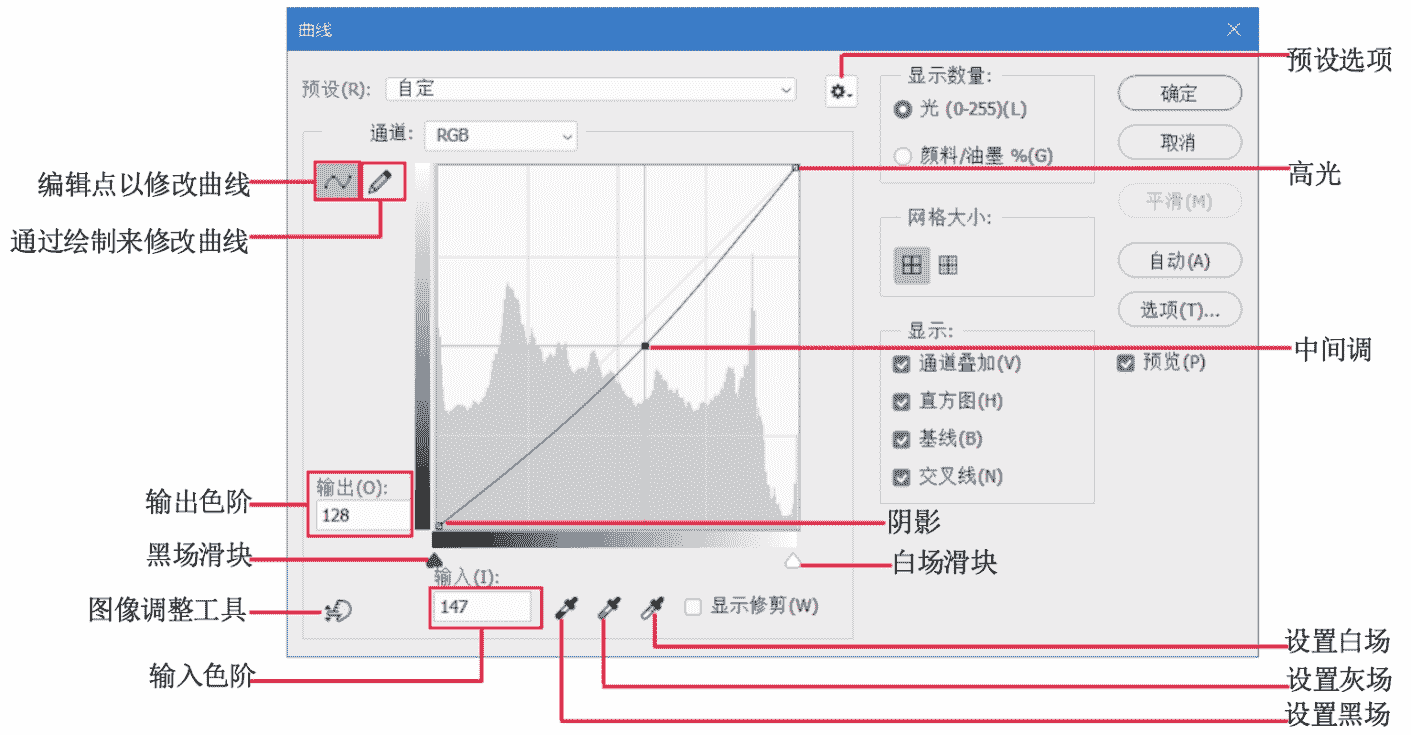 曲线
预设选项
预设(R): 自定
显示数量:
光 (0-255)(L)
颜料/油墨 %(G)
确定
取消
平滑(M)
自动(A)
选项(T)...
预览(P)
通道: RGB
编辑点以修改曲线
通过绘制来修改曲线
高光
网格大小:
中间调
显示:
通道叠加(V)
直方图(H)
基线(B)
交叉线(N)
输出色阶
输出(O):
128
阴影
黑场滑块
白场滑块
输入(I):
147
图像调整工具
显示修剪(W)
输入色阶
设置白场
设置灰场
设置黑场